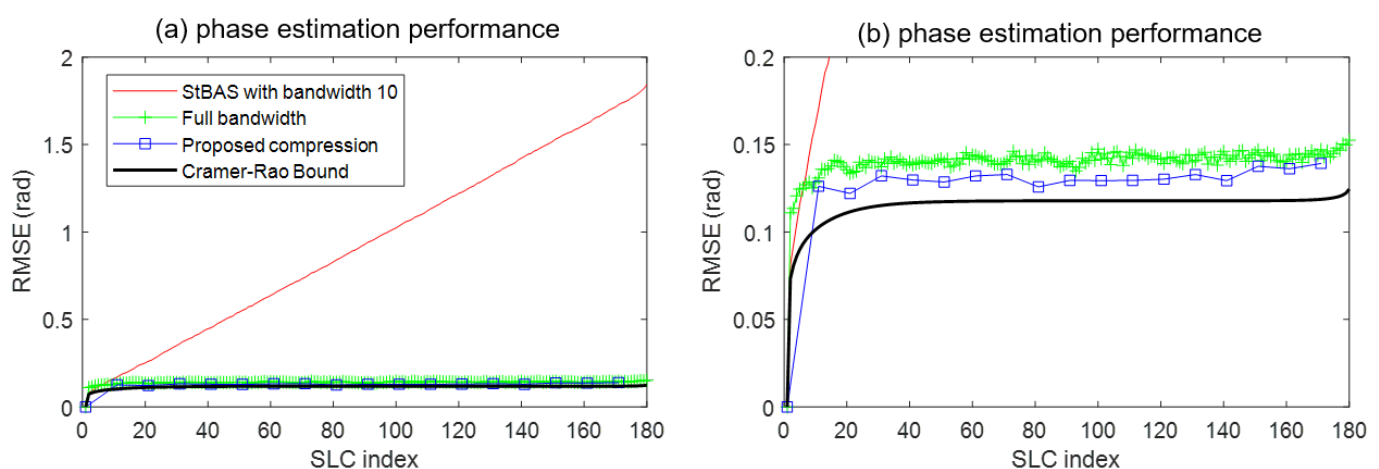 (a) phase estimation performance
2
1.5
1
0.5
0
RMSE (rad)
StBAS with bandwidth 10
Full bandwidth
Proposed compression
Cramer-Rao Bound
0 20 40 60 80 100 120 140 160 180
SLC index
(b) phase estimation performance
0.2
0.15
0.1
0.05
0
RMSE (rad)
0 20 40 60 80 100 120 140 160 180
SLC index